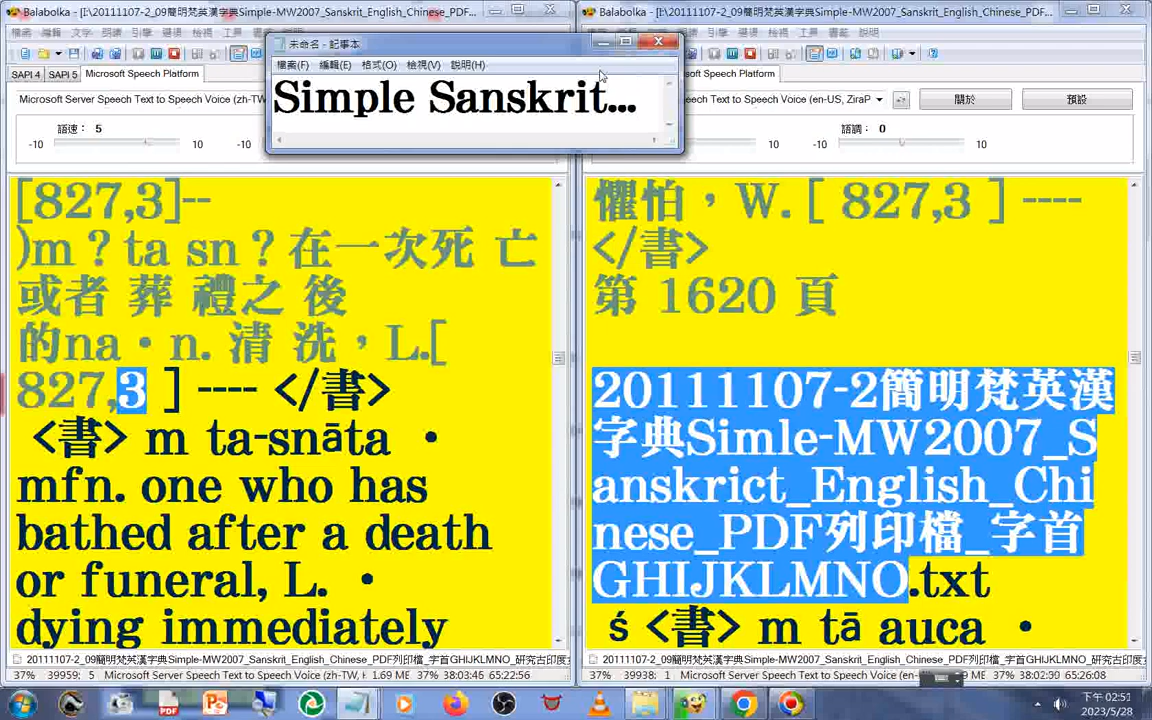 Balabolka - [I:\20111107-2_09簡明梵英漢字典Simple-MW2007_Sanskrit_English_Chinese_PDF...
Balabolka - [I:\20111107-2_09簡明梵英漢字典Simple-MW2007_Sanskrit_English_Chinese_PDF...
未命名 - 記事本
檔案(F) 編輯(E) 格式(O) 檢視(V) 說明(H)
Simple Sanskrit...
SAPI 4 SAPI 5 Microsoft Speech Platform
Speech Platform
Microsoft Server Speech Text to Speech Voice (zh-TW
eech Text to Speech Voice (en-US, ZiraP
關於
預設
語速： 5
語調： 0
-10 10 -10
10 -10 10
[827,3]--
)m ? ta sn ? 在一次死 亡
或者 葬 禮之 後
的na・n. 清 洗，L.[
827,3 ] ---- </書>
<書> m ta-snāta •
mfn. one who has
bathed after a death
or funeral, L. •
dying immediately
懼怕，W. [ 827,3 ] ----
</書>
第 1620 頁
20111107-2簡明梵英漢
字典Simle-MW2007_S
anskrict_English_Chi
nese_PDF列印檔_字首
GHIJKLMNO.txt
ś <書> m tā auca •
20111107-2_09簡明梵英漢字典Simple-MW2007_Sanskrit_English_Chinese_PDF列印檔_字首GHIJKLMNO_研究古印度
20111107-2_09簡明梵英漢字典Simple-MW2007_Sanskrit_English_Chinese_PDF列印檔_字首GHIJKLMNO_研究古印度
37% 39959: 5 Microsoft Server Speech Text to Speech Voice (zh-TW, 1.69 ME 37% 38:03:45 65:22:56
37% 39938: 1 Microsoft Server Speech Text to Speech Voice 37% 38:02:39 65:26:08
下午 02:51
2023/5/28